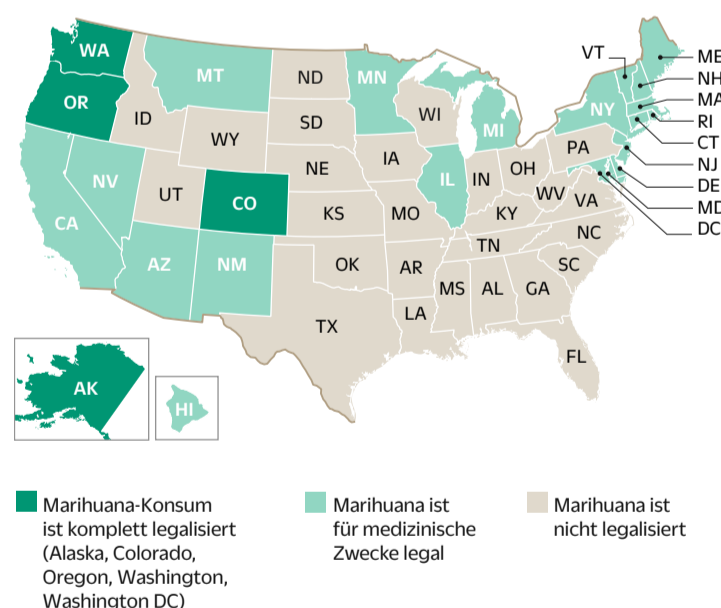 WA
OR
CA
NV
ID
MT
WY
UT
CO
AZ
NM
ND
SD
NE
KS
OK
TX
MN
IA
MO
AR
LA
WI
IL
MI
IN
OH
KY
TN
MS
AL
GA
FL
SC
NC
VA
WV
PA
NY
VT
ME
NH
MA
RI
CT
NJ
DE
MD
DC
AK
HI
Marihuana-Konsum
ist komplett legalisiert
(Alaska, Colorado,
Oregon, Washington,
Washington DC)
Marihuana ist
für medizinische
Zwecke legal
Marihuana ist
nicht legalisiert